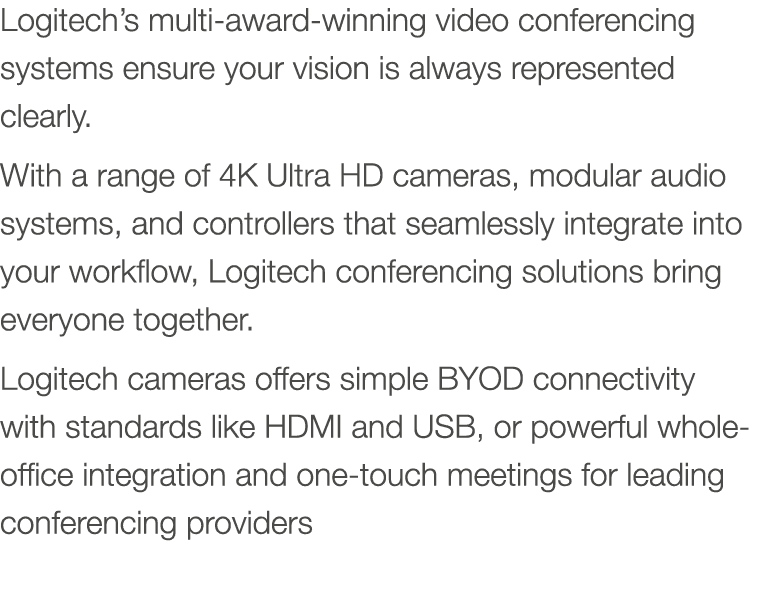 Logitech’s multi-award-winning video conferencing
systems ensure your vision is always represented
clearly.
With a range of 4K Ultra HD cameras, modular audio
systems, and controllers that seamlessly integrate into
your workflow, Logitech conferencing solutions bring
everyone together.
Logitech cameras offers simple BYOD connectivity
with standards like HDMI and USB, or powerful whole-
office integration and one-touch meetings for leading
conferencing providers